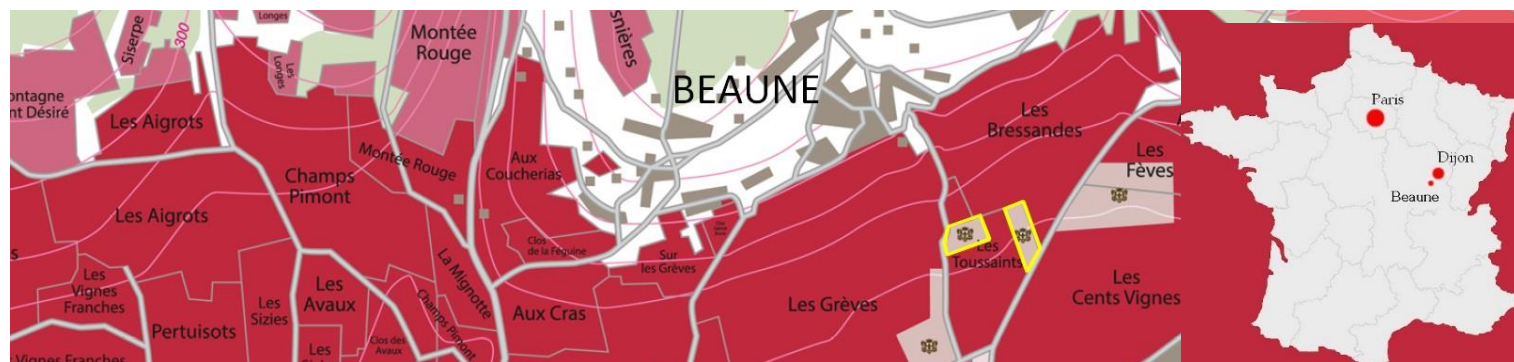 Siserpe
300
Longes
Les
Longes
Montée
Rouge
snières
BEAUNE
ontagne
nt Désiré
Les Aigrots
Montée Rouge
Champs
Pimont
Aux
Coucherias
Les
Bressandes
Les
Fèves
Les Aigrots
Clos
de la Féguine
Sur
les Grèves
Les
Toussaints
s
Les
Vignes
Franches
Les
Sizies
Les
Avaux
La Mignotte
Champs Pimont
Pertuisots
Aux Cras
Les Grèves
Les
Cents Vignes
Clos des
Avaux
Les
Vignes Franches
Paris
Dijon
Beaune